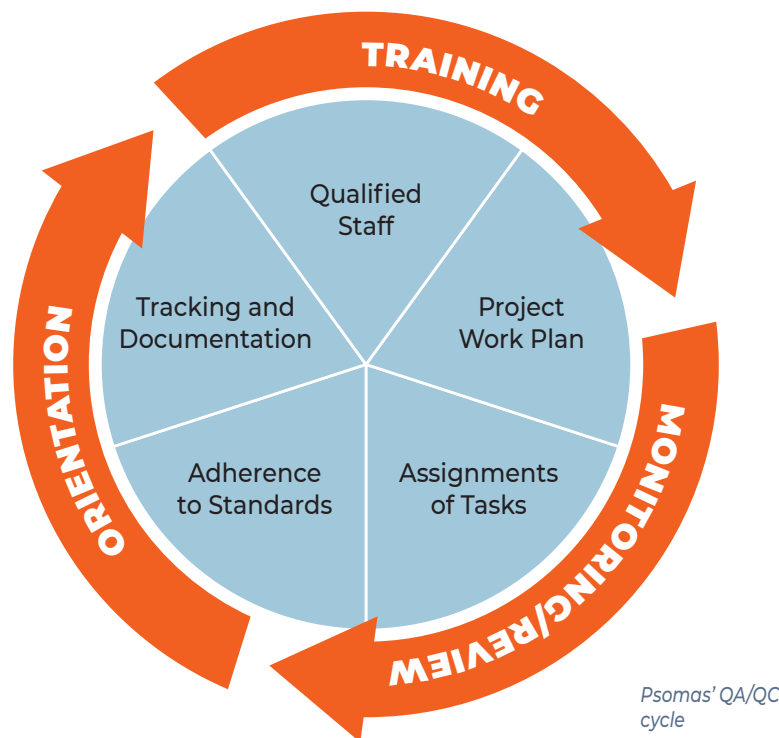 TRAINING
Qualified
Staff
Tracking and
Documentation
Project
Work Plan
ORIENTATION
MONITORING/REVIEW
Adherence
to Standards
Assignments
of Tasks
Psomas’ QA/QC
cycle